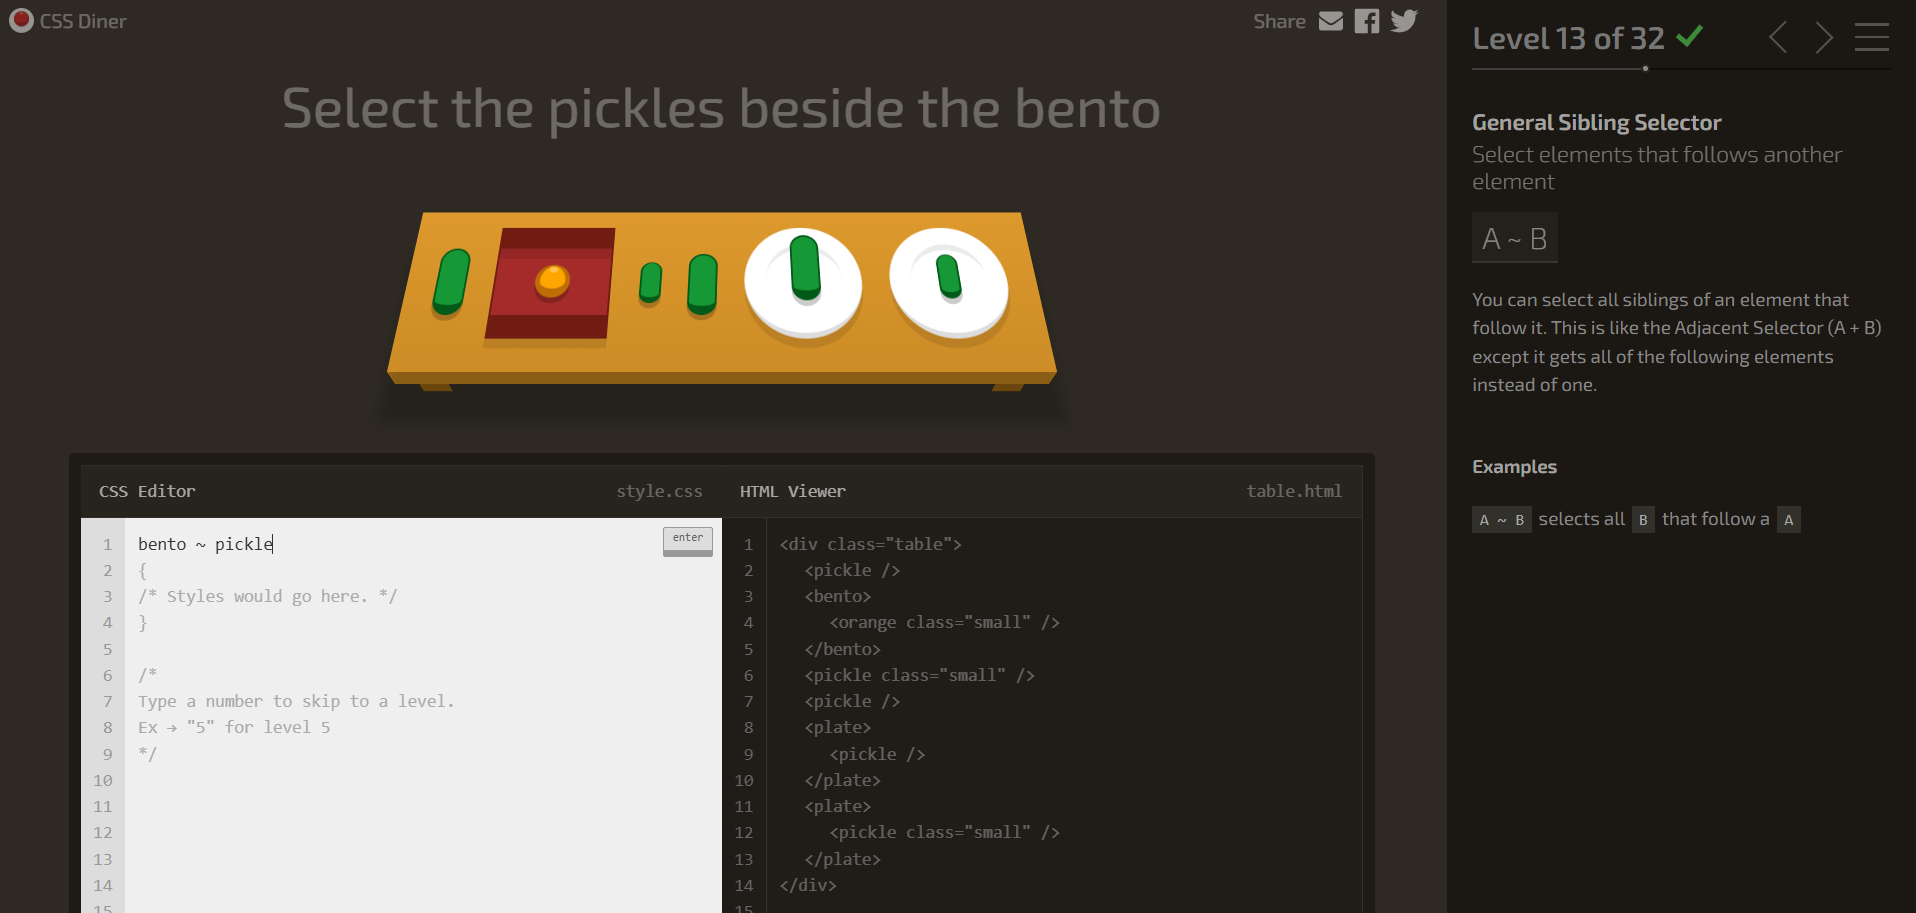 CSS Diner
Share
Select the pickles beside the bento
CSS Editor
style.css
1 bento ~ pickle
enter
2 {
3 /* Styles would go here. */
4 }
5
6 /*
7 Type a number to skip to a level.
8 Ex → "5" for level 5
9 */
10
11
12
13
14
15
HTML Viewer
table.html
1 <div class="table">
2 <pickle />
3 <bento>
4 <orange class="small" />
5 </bento>
6 <pickle class="small" />
7 <pickle />
8 <plate>
9 <pickle />
10 </plate>
11 <plate>
12 <pickle class="small" />
13 </plate>
14 </div>
15
Level 13 of 32
General Sibling Selector
Select elements that follows another
element
A ~ B
You can select all siblings of an element that
follow it. This is like the Adjacent Selector (A + B)
except it gets all of the following elements
instead of one.
Examples
A ~ B selects all B that follow a A